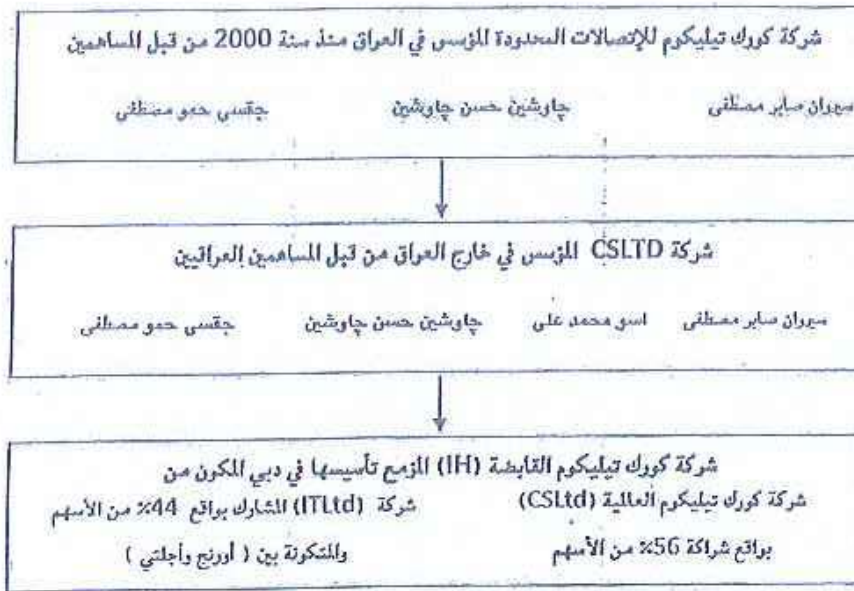 شركة كورك تيليكوم للإتصالات المحدودة المؤسس في العراق منذ سنة 2000 من قبل المساهمين
سيروان صابر مصطفى چاوشين حسن چاوشين جقسى حمو مصطفى
شركة CSLTD المؤسس في خارج العراق من قبل المساهمين العراقيين
سيروان صابر مصطفى اسو محمد على چاوشين حسن چاوشين جقسى حمو مصطفى
شركة كورك تيليكوم القابضة (IH) المزمع تأسيسها في دبي المكون من
شركة كورك تيليكوم العالمية (CSLtd) شركة (ITLtd) المشارك بواقع 44% من الأسهم
بواقع شراكة 56% من الأسهم والمتكونة بين ( أورنج وأجلتي )